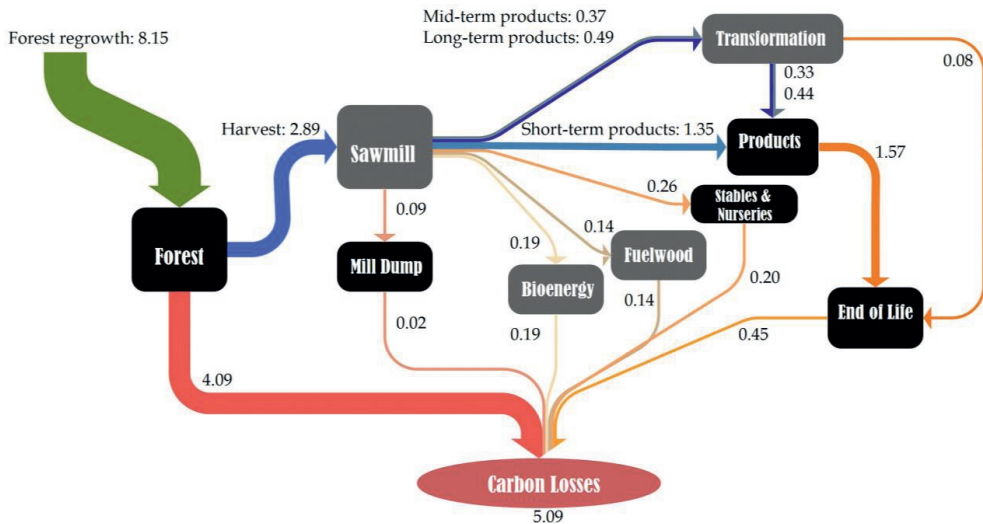 Forest regrowth: 8.15
Mid-term products: 0.37
Long-term products: 0.49
Transformation
0.08
0.33
0.44
Harvest: 2.89
Sawmill
Short-term products: 1.35
Products
1.57
0.26
Stables &
Nurseries
0.09
0.14
0.19
Forest
Mill Dump
Fuelwood
Bioenergy
0.20
0.14
End of Life
0.02
0.19
0.45
4.09
Carbon Losses
5.09